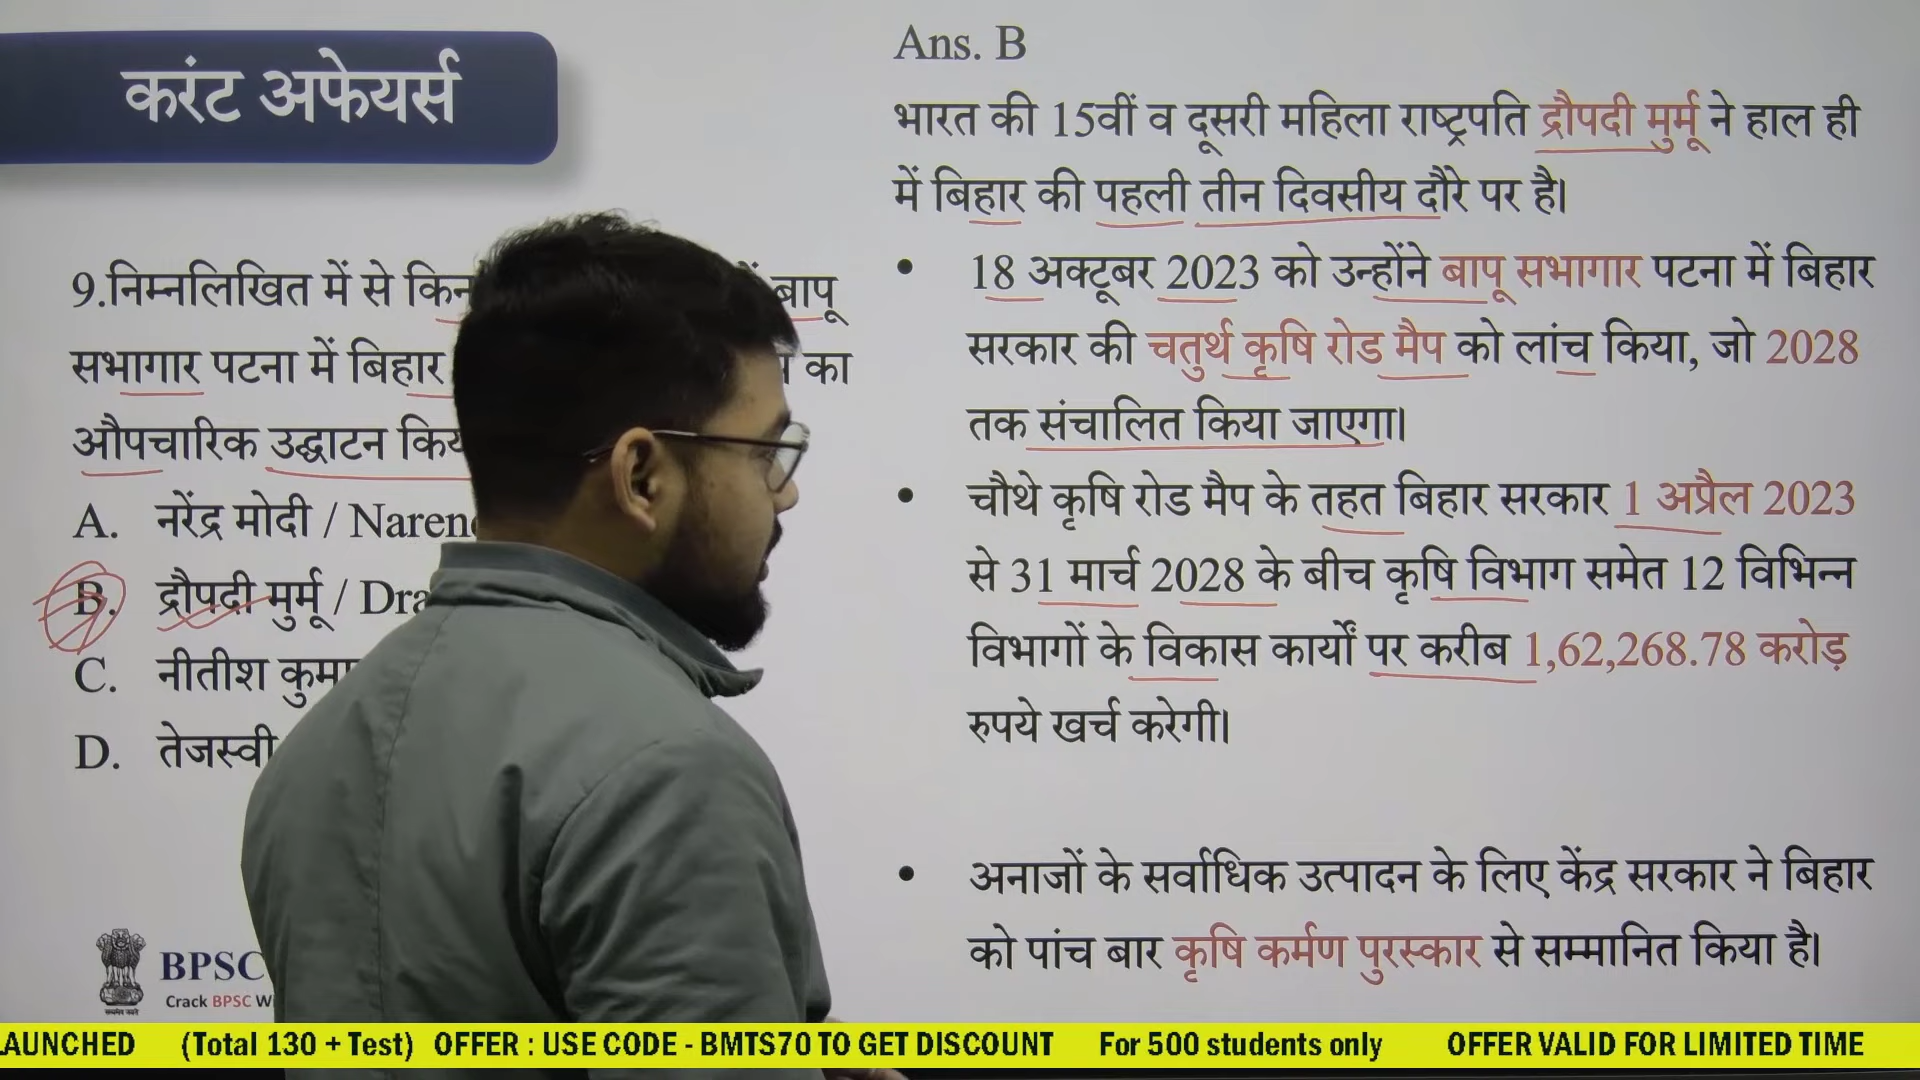 करंट अफेयर्स
9.निम्नलिखित में से बापू
सभागार पटना में बिहार का
औपचारिक उद्घाटन
A. नरेंद्र मोदी /
B. द्रौपदी मुर्मू /
C. नीतीश
D. तेजस्वी
Ans. B
भारत की 15वीं व दूसरी महिला राष्ट्रपति द्रौपदी मुर्मू ने हाल ही
में बिहार की पहली तीन दिवसीय दौरे पर है।
• 18 अक्टूबर 2023 को उन्होंने बापू सभागार पटना में बिहार
सरकार की चतुर्थ कृषि रोड मैप को लांच किया, जो 2028
तक संचालित किया जाएगा।
• चौथे कृषि रोड मैप के तहत बिहार सरकार 1 अप्रैल 2023
से 31 मार्च 2028 के बीच कृषि विभाग समेत 12 विभिन्न
विभागों के विकास कार्यों पर करीब 1,62,268.78 करोड़
रुपये खर्च करेगी।
• अनाजों के सर्वाधिक उत्पादन के लिए केंद्र सरकार ने बिहार
को पांच बार कृषि कर्मण पुरस्कार से सम्मानित किया है।
BPSC
Crack BPSC
LAUNCHED (Total 130 + Test) OFFER : USE CODE - BMTS70 TO GET DISCOUNT For 500 students only OFFER VALID FOR LIMITED TIME